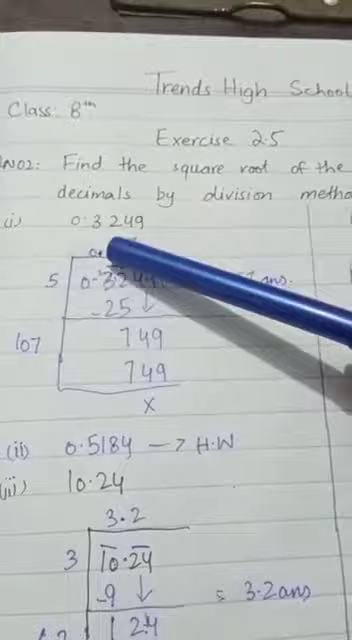 Trends High School
Class: 8th
Exercise 2.5
NO2: Find the square root of the
decimals by division
(i) 0.3249
5 0.3249 ans.
-25 ↓
107 749
749
x
(ii) 0.5184 → H.W
(iii) 10.24
3.2
3 10.24
-9 ↓ = 3.2 ans
124